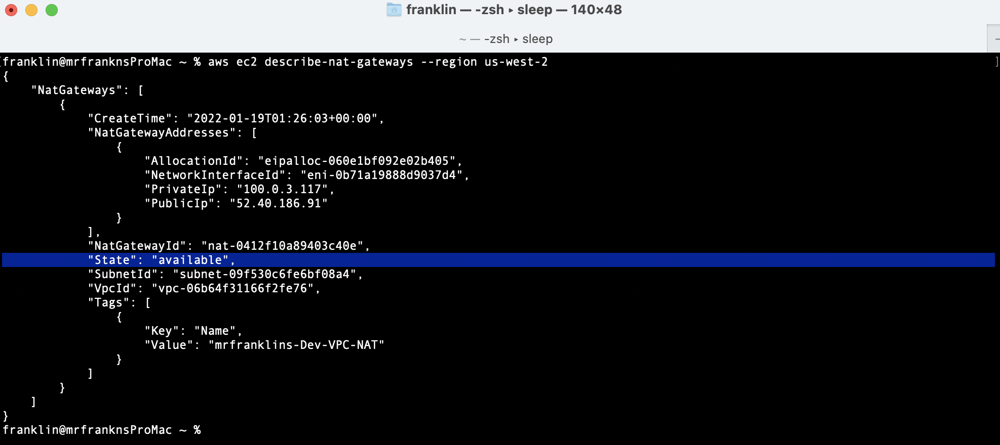 franklin — -zsh ▸ sleep — 140×48
~ — -zsh ▸ sleep
franklin@mrfranknsProMac ~ % aws ec2 describe-nat-gateways --region us-west-2
{
    "NatGateways": [
        {
            "CreateTime": "2022-01-19T01:26:03+00:00",
            "NatGatewayAddresses": [
                {
                    "AllocationId": "eipalloc-060e1bf092e02b405",
                    "NetworkInterfaceId": "eni-0b71a19888d9037d4",
                    "PrivateIp": "100.0.3.117",
                    "PublicIp": "52.40.186.91"
                }
            ],
            "NatGatewayId": "nat-0412f10a89403c40e",
            "State": "available",
            "SubnetId": "subnet-09f530c6fe6bf08a4",
            "VpcId": "vpc-06b64f31166f2fe76",
            "Tags": [
                {
                    "Key": "Name",
                    "Value": "mrfranklins-Dev-VPC-NAT"
                }
            ]
        }
    ]
}
franklin@mrfranknsProMac ~ %